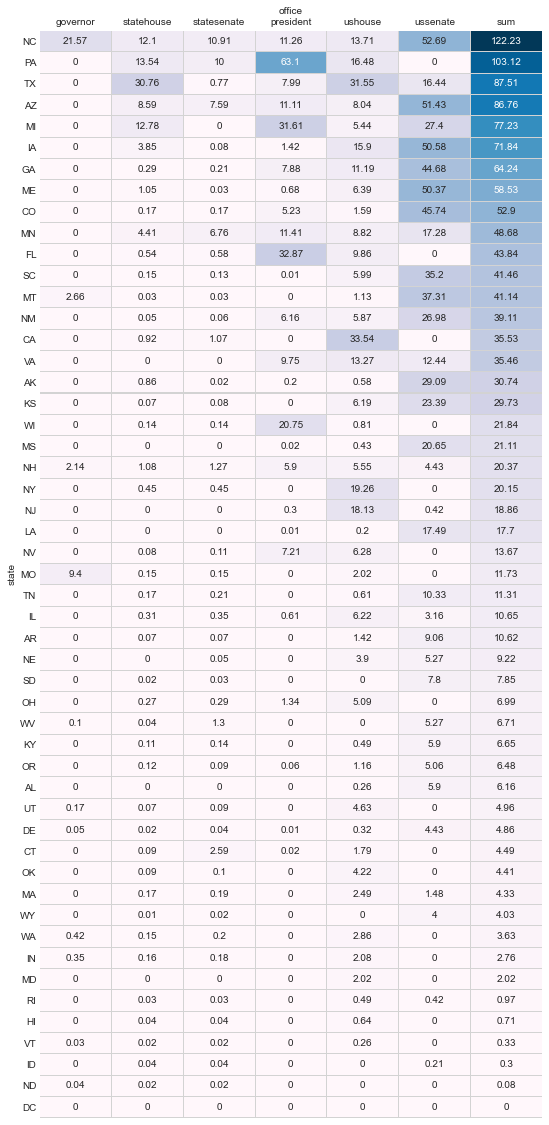 office
governor statehouse statesenate president ushouse ussenate sum
NC 21.57 12.1 10.91 11.26 13.71 52.69 122.23
PA 0 13.54 10 63.1 16.48 0 103.12
TX 0 30.76 0.77 7.99 31.55 16.44 87.51
AZ 0 8.59 7.59 11.11 8.04 51.43 86.76
MI 0 12.78 0 31.61 5.44 27.4 77.23
IA 0 3.85 0.08 1.42 15.9 50.58 71.84
GA 0 0.29 0.21 7.88 11.19 44.68 64.24
ME 0 1.05 0.03 0.68 6.39 50.37 58.53
CO 0 0.17 0.17 5.23 1.59 45.74 52.9
MN 0 4.41 6.76 11.41 8.82 17.28 48.68
FL 0 0.54 0.58 32.87 9.86 0 43.84
SC 0 0.15 0.13 0.01 5.99 35.2 41.46
MT 2.66 0.03 0.03 0 1.13 37.31 41.14
NM 0 0.05 0.06 6.16 5.87 26.98 39.11
CA 0 0.92 1.07 0 33.54 0 35.53
VA 0 0 0 9.75 13.27 12.44 35.46
AK 0 0.86 0.02 0.2 0.58 29.09 30.74
KS 0 0.07 0.08 0 6.19 23.39 29.73
WI 0 0.14 0.14 20.75 0.81 0 21.84
MS 0 0 0 0.02 0.43 20.65 21.11
NH 2.14 1.08 1.27 5.9 5.55 4.43 20.37
NY 0 0.45 0.45 0 19.26 0 20.15
NJ 0 0 0 0.3 18.13 0.42 18.86
LA 0 0 0 0.01 0.2 17.49 17.7
NV 0 0.08 0.11 7.21 6.28 0 13.67
state
MO 9.4 0.15 0.15 0 2.02 0 11.73
TN 0 0.17 0.21 0 0.61 10.33 11.31
IL 0 0.31 0.35 0.61 6.22 3.16 10.65
AR 0 0.07 0.07 0 1.42 9.06 10.62
NE 0 0 0.05 0 3.9 5.27 9.22
SD 0 0.02 0.03 0 0 7.8 7.85
OH 0 0.27 0.29 1.34 5.09 0 6.99
WV 0.1 0.04 1.3 0 0 5.27 6.71
KY 0 0.11 0.14 0 0.49 5.9 6.65
OR 0 0.12 0.09 0.06 1.16 5.06 6.48
AL 0 0 0 0 0.26 5.9 6.16
UT 0.17 0.07 0.09 0 4.63 0 4.96
DE 0.05 0.02 0.04 0.01 0.32 4.43 4.86
CT 0 0.09 2.59 0.02 1.79 0 4.49
OK 0 0.09 0.1 0 4.22 0 4.41
MA 0 0.17 0.19 0 2.49 1.48 4.33
WY 0 0.01 0.02 0 0 4 4.03
WA 0.42 0.15 0.2 0 2.86 0 3.63
IN 0.35 0.16 0.18 0 2.08 0 2.76
MD 0 0 0 0 2.02 0 2.02
RI 0 0.03 0.03 0 0.49 0.42 0.97
HI 0 0.04 0.04 0 0.64 0 0.71
VT 0.03 0.02 0.02 0 0.26 0 0.33
ID 0 0.04 0.04 0 0 0.21 0.3
ND 0.04 0.02 0.02 0 0 0 0.08
DC 0 0 0 0 0 0 0